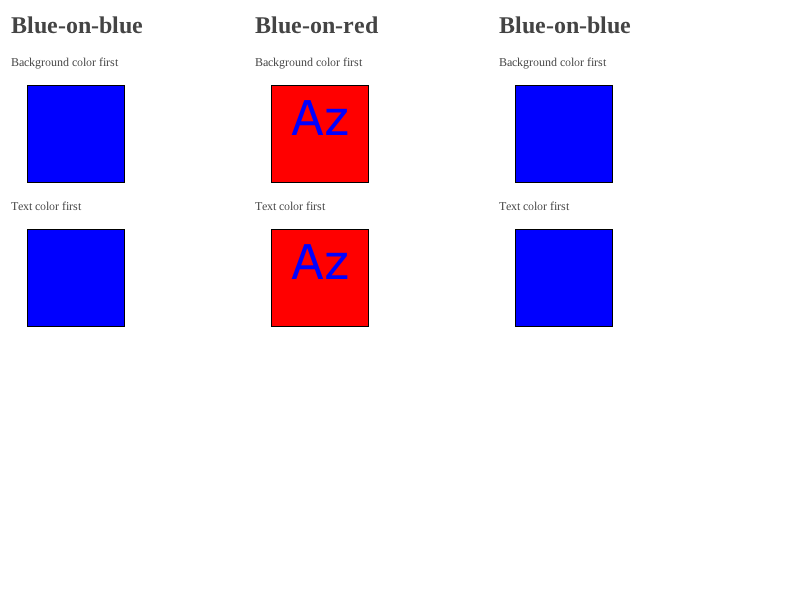 Blue-on-blue
Background color first
Text color first
Blue-on-red
Background color first
Az
Text color first
Az
Blue-on-blue
Background color first
Text color first